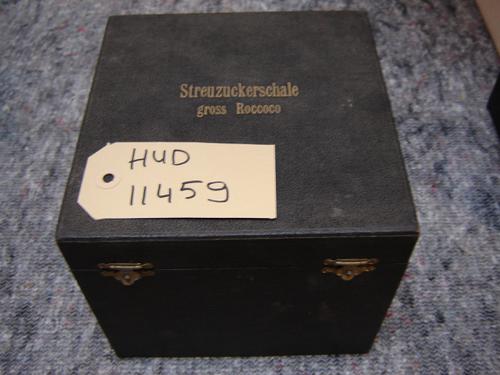 Streuzuckerschale
gross Roccoco
HUD
11459